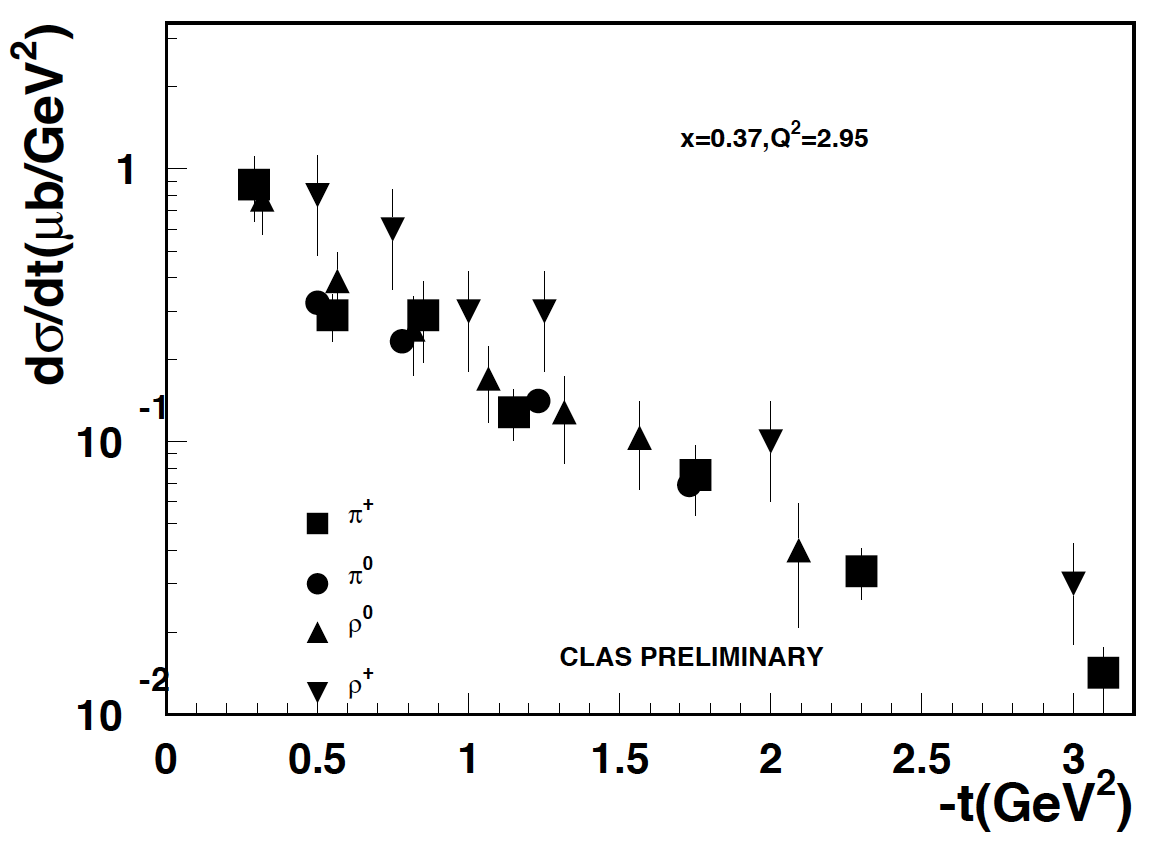 dσ/dt(μb/GeV²)
1
10⁻¹
10⁻²
x=0.37,Q²=2.95
π⁺
π⁰
ρ⁰
ρ⁺
CLAS PRELIMINARY
0 0.5 1 1.5 2 2.5 3
-t(GeV²)